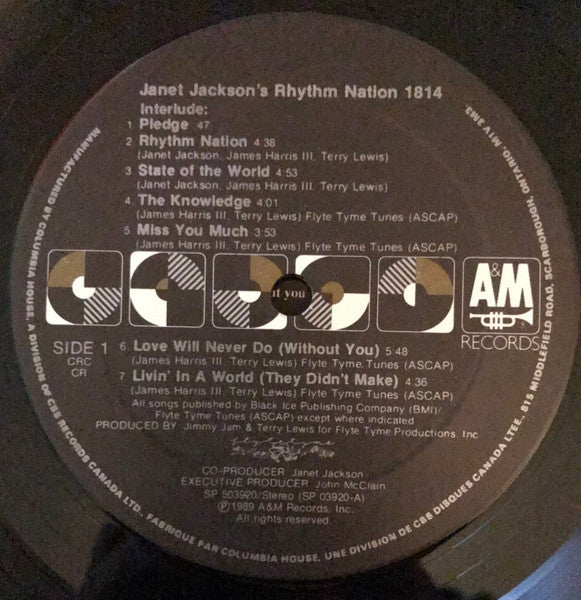 Janet Jackson's Rhythm Nation 1814
Interlude:
1 Pledge :47
2 Rhythm Nation 4:38
(Janet Jackson, James Harris III, Terry Lewis)
3 State of the World 4:53
(Janet Jackson, James Harris III, Terry Lewis)
4 The Knowledge 4:01
(James Harris III, Terry Lewis) Flyte Tyme Tunes (ASCAP)
5 Miss You Much 3:53
(James Harris III, Terry Lewis) Flyte Tyme Tunes (ASCAP)
it you
A&M
RECORDS
SIDE 1
CRC
CR
6 Love Will Never Do (Without You) 5:48
(James Harris III, Terry Lewis) Flyte Tyme Tunes (ASCAP)
7 Livin' In A World (They Didn't Make) 4:36
(James Harris III, Terry Lewis) Flyte Tyme Tunes (ASCAP)
All songs published by Black Ice Publishing Company (BMI)/
Flyte Tyme Tunes (ASCAP) except where indicated
PRODUCED BY Jimmy Jam & Terry Lewis for Flyte Tyme Productions, Inc.
CO-PRODUCER Janet Jackson
EXECUTIVE PRODUCER John McClain
SP 503920/Stereo (SP 03920-A)
℗1989 A&M Records, Inc.
All rights reserved.
MANUFACTURED BY COLUMBIA HOUSE, A DIVISION OF CBS RECORDS CANADA LTD., FABRIQUE PAR COLUMBIA HOUSE, UNE DIVISION DE CBS DISQUES CANADA LTEE., 815 MIDDLEFIELD ROAD, SCARBOROUGH, ONTARIO, M1V 2M3